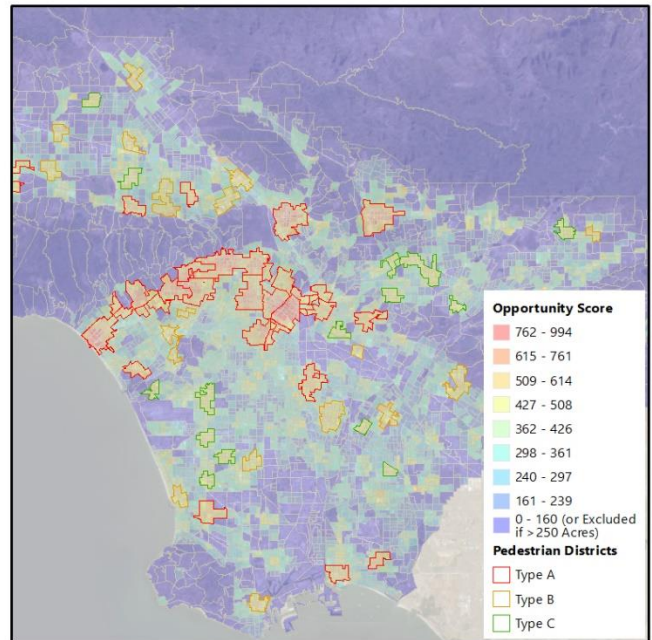 Opportunity Score
762 - 994
615 - 761
509 - 614
427 - 508
362 - 426
298 - 361
240 - 297
161 - 239
0 - 160 (or Excluded
if >250 Acres)
Pedestrian Districts
Type A
Type B
Type C